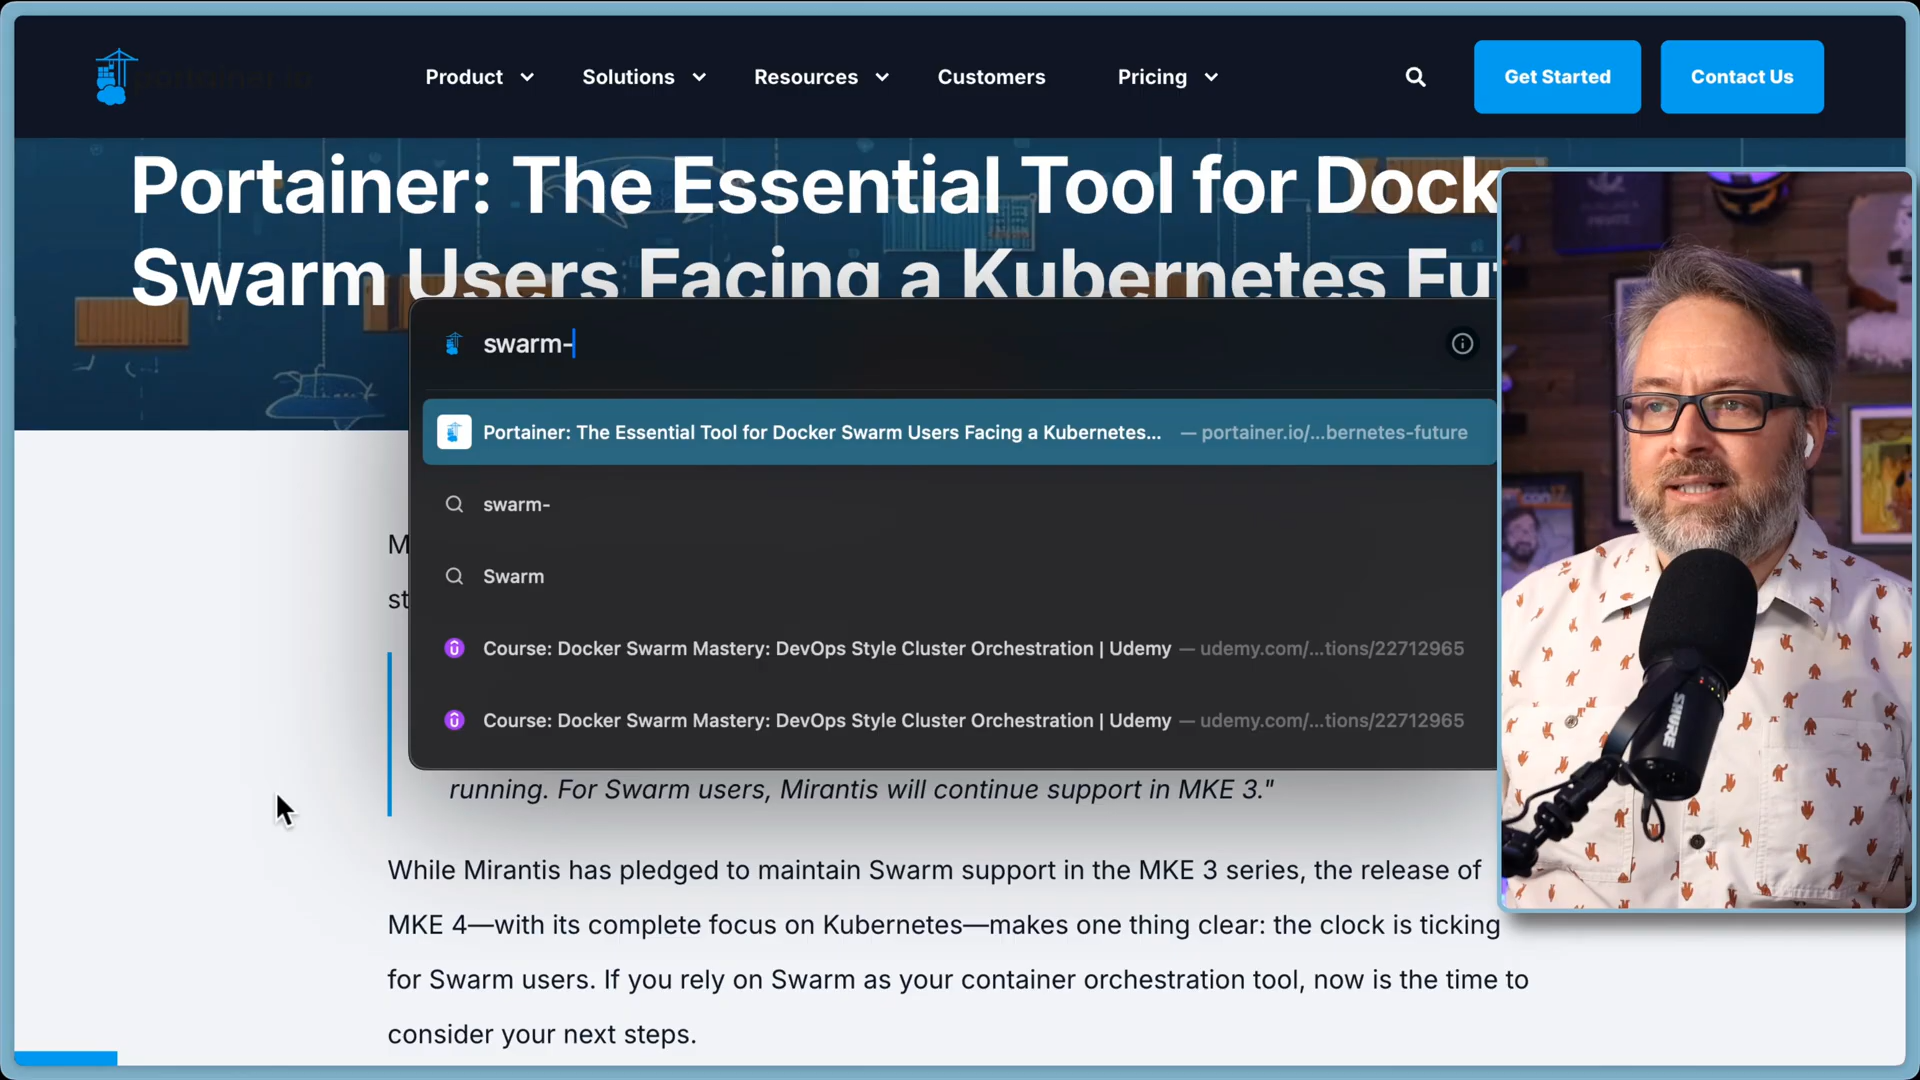 portainer.io
Product
Solutions
Resources
Customers
Pricing
Get Started
Contact Us
Portainer: The Essential Tool for Dock
Swarm Users Facing a Kubernetes Fu
swarm-
Portainer: The Essential Tool for Docker Swarm Users Facing a Kubernetes... — portainer.io/...bernetes-future
swarm-
Swarm
Course: Docker Swarm Mastery: DevOps Style Cluster Orchestration | Udemy — udemy.com/...tions/22712965
Course: Docker Swarm Mastery: DevOps Style Cluster Orchestration | Udemy — udemy.com/...tions/22712965
M
st
running. For Swarm users, Mirantis will continue support in MKE 3."
While Mirantis has pledged to maintain Swarm support in the MKE 3 series, the release of
MKE 4—with its complete focus on Kubernetes—makes one thing clear: the clock is ticking
for Swarm users. If you rely on Swarm as your container orchestration tool, now is the time to
consider your next steps.
SHURE